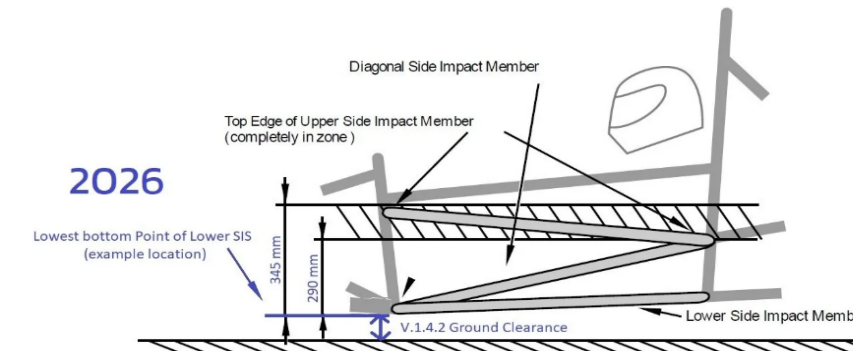 Diagonal Side Impact Member
Top Edge of Upper Side Impact Member
(completely in zone )
2026
Lowest bottom Point of Lower SIS
(example location)
345 mm
290 mm
V.1.4.2 Ground Clearance
Lower Side Impact Memb